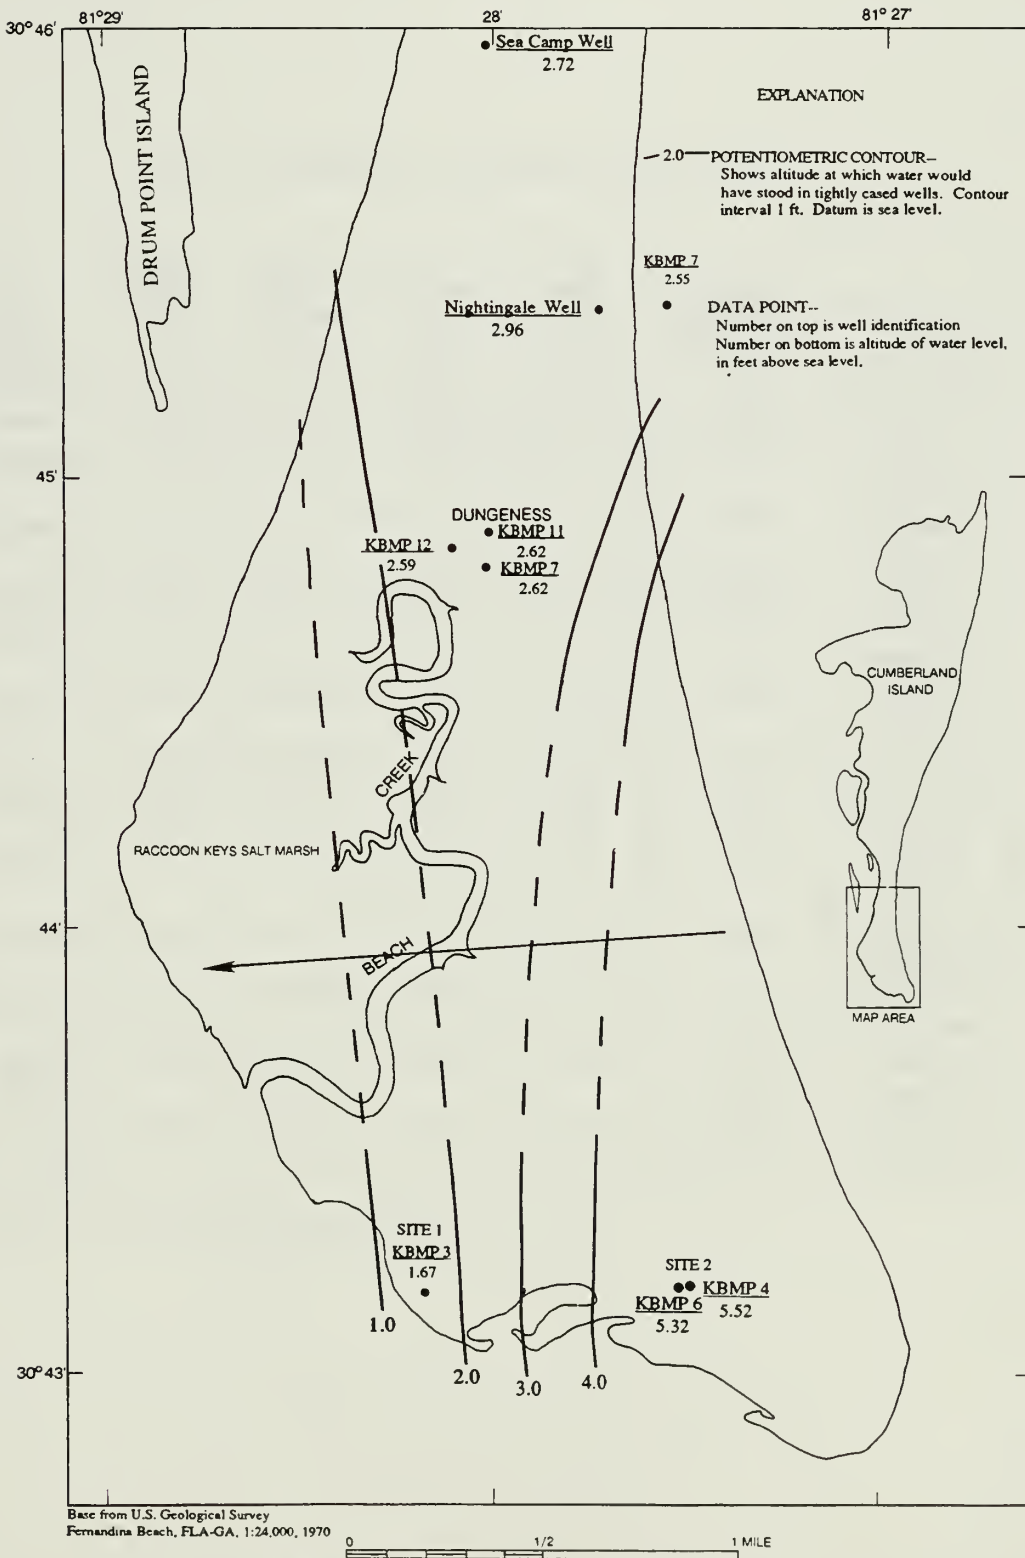 81° 29'
28'
81° 27'
30° 46'
Sea Camp Well
2.72
DRUM POINT ISLAND
EXPLANATION
2.0
POTENTIOMETRIC CONTOUR–
Shows altitude at which water would
have stood in tightly cased wells. Contour
interval 1 ft. Datum is sea level.
KBMP 7
2.55
Nightingale Well
2.96
DATA POINT--
Number on top is well identification
Number on bottom is altitude of water level,
in feet above sea level.
45'
DUNGENESS
KBMP 11
2.62
KBMP 12
2.59
KBMP 7
2.62
CUMBERLAND
ISLAND
CREEK
RACCOON KEYS SALT MARSH
44'
BEACH
MAP AREA
SITE 1
KBMP 3
1.67
SITE 2
KBMP 4
5.52
KBMP 6
5.32
1.0
2.0
3.0
4.0
30° 43'
Base from U.S. Geological Survey
Fernandina Beach, FLA-GA, 1:24,000, 1970
0
1/2
1 MILE